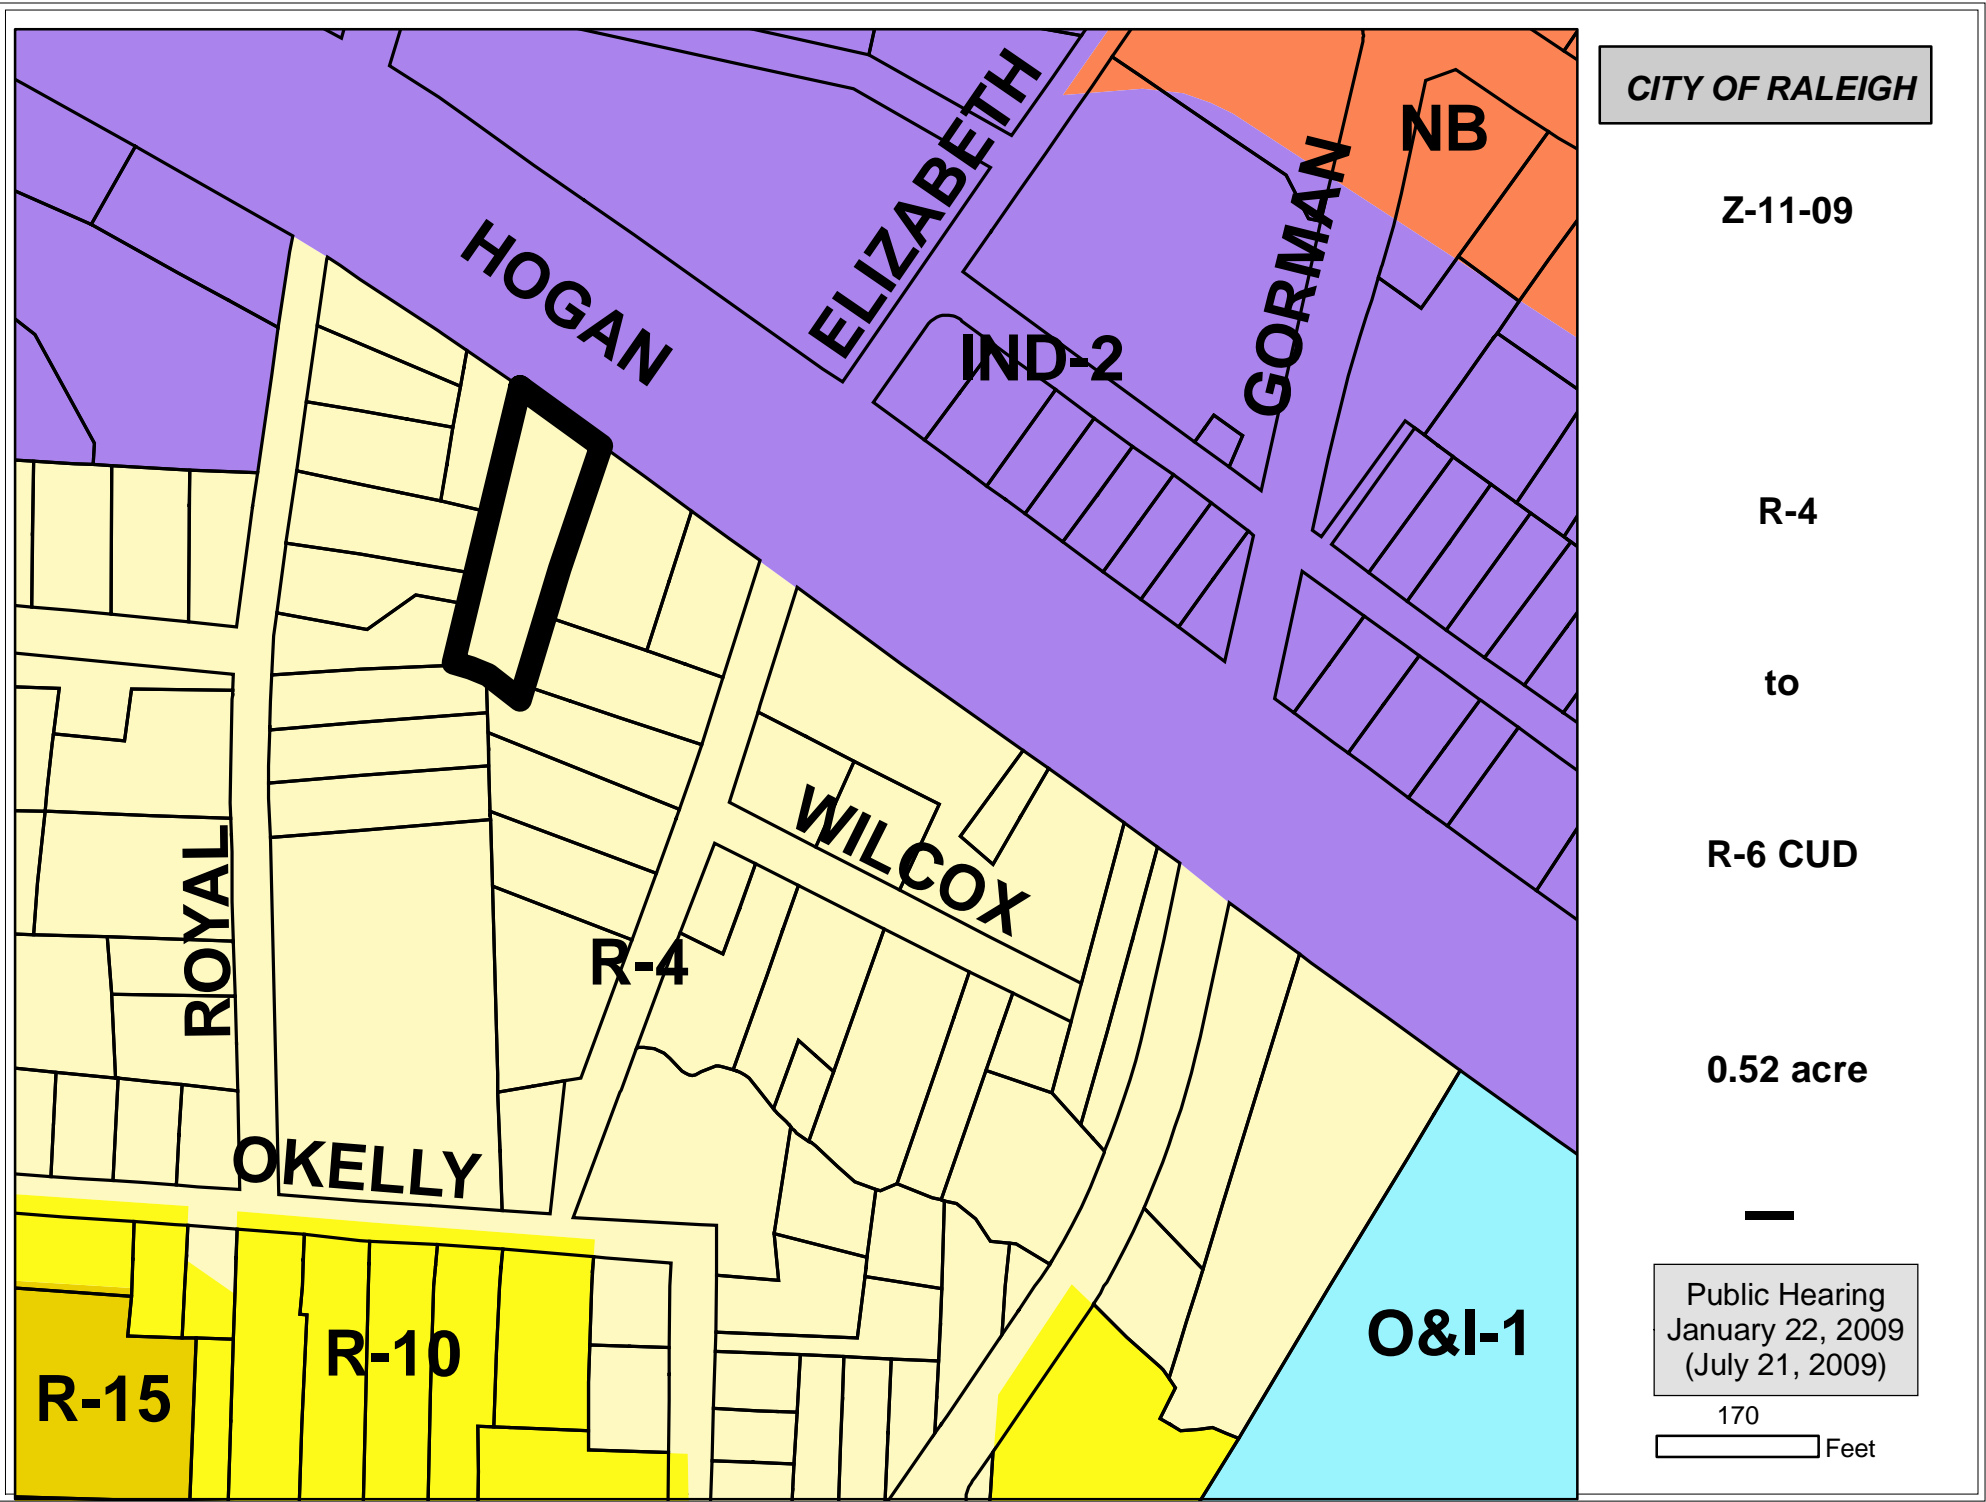 CITY OF RALEIGH
Z-11-09
R-4
to
R-6 CUD
0.52 acre
Public Hearing
January 22, 2009
(July 21, 2009)
170
Feet
HOGAN
ELIZABETH
GORMAN
NB
IND-2
WILCOX
ROYAL
R-4
OKELLY
R-10
R-15
O&I-1